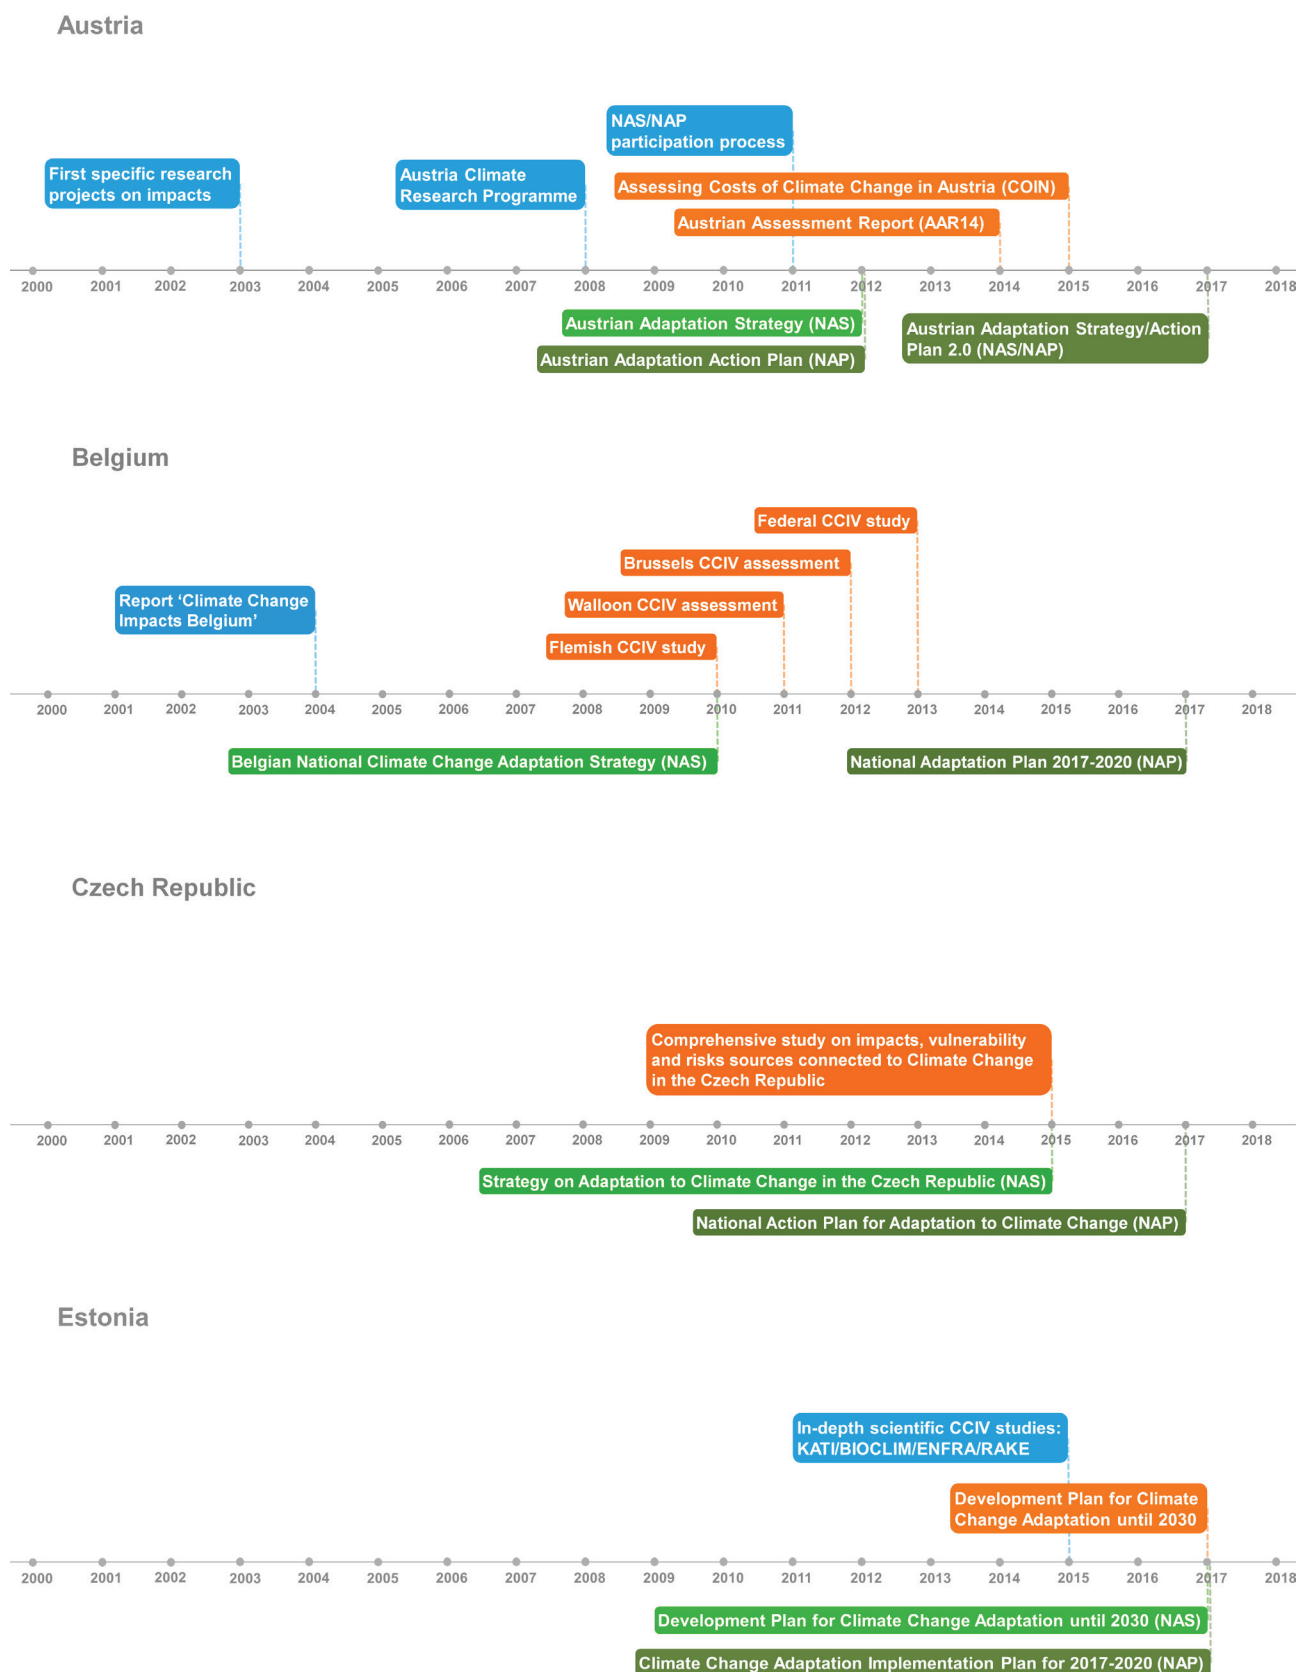 Austria
NAS/NAP
participation process
First specific research
projects on impacts
Austria Climate
Research Programme
Assessing Costs of Climate Change in Austria (COIN)
Austrian Assessment Report (AAR14)
2000 2001 2002 2003 2004 2005 2006 2007 2008 2009 2010 2011 2012 2013 2014 2015 2016 2017 2018
Austrian Adaptation Strategy (NAS)
Austrian Adaptation Action Plan (NAP)
Austrian Adaptation Strategy/Action
Plan 2.0 (NAS/NAP)
Belgium
Federal CCIV study
Brussels CCIV assessment
Report ‘Climate Change
Impacts Belgium’
Walloon CCIV assessment
Flemish CCIV study
2000 2001 2002 2003 2004 2005 2006 2007 2008 2009 2010 2011 2012 2013 2014 2015 2016 2017 2018
Belgian National Climate Change Adaptation Strategy (NAS)
National Adaptation Plan 2017-2020 (NAP)
Czech Republic
Comprehensive study on impacts, vulnerability
and risks sources connected to Climate Change
in the Czech Republic
2000 2001 2002 2003 2004 2005 2006 2007 2008 2009 2010 2011 2012 2013 2014 2015 2016 2017 2018
Strategy on Adaptation to Climate Change in the Czech Republic (NAS)
National Action Plan for Adaptation to Climate Change (NAP)
Estonia
In-depth scientific CCIV studies:
KATI/BIOCLIM/ENFRA/RAKE
Development Plan for Climate
Change Adaptation until 2030
2000 2001 2002 2003 2004 2005 2006 2007 2008 2009 2010 2011 2012 2013 2014 2015 2016 2017 2018
Development Plan for Climate Change Adaptation until 2030 (NAS)
Climate Change Adaptation Implementation Plan for 2017-2020 (NAP)